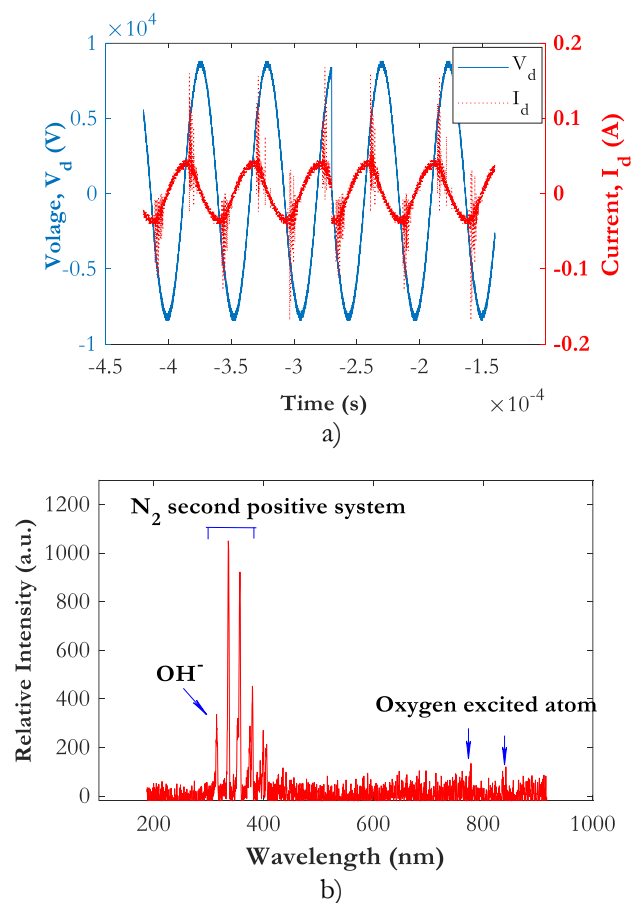 ×10⁴
1
0.5
0
-0.5
-1
Volage, V_d (V)
0.2
0.1
0
-0.1
-0.2
Current, I_d (A)
V_d
I_d
-4.5 -4 -3.5 -3 -2.5 -2 -1.5 -1
Time (s)
×10⁻⁴
a)
N₂ second positive system
OH⁻
Oxygen excited atom
1200
1000
800
600
400
200
0
Relative Intensity (a.u.)
200 400 600 800 1000
Wavelength (nm)
b)